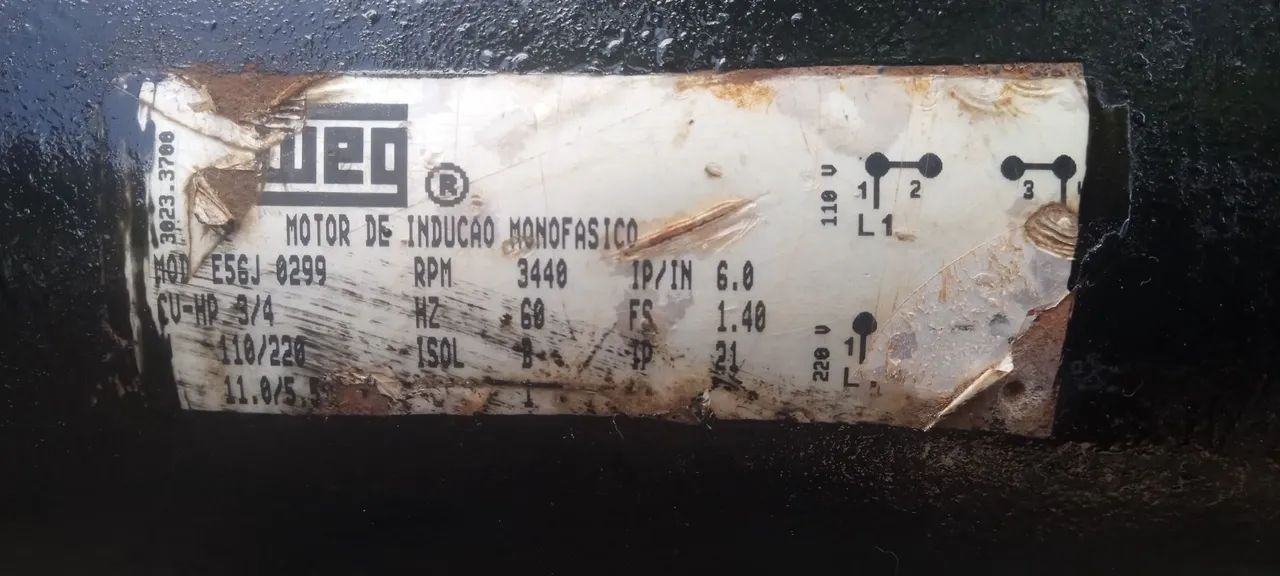 weg ®
3023.3700
MOTOR DE INDUCAO MONOFASICO
MOD E56J 0299 RPM 3440 IP/IN 6.0
CV-HP 3/4 HZ 60 FS 1.40
110/220 ISOL B IP 21
11.0/5.5 1
110 V 1 2 3
L1
220 V 1
L